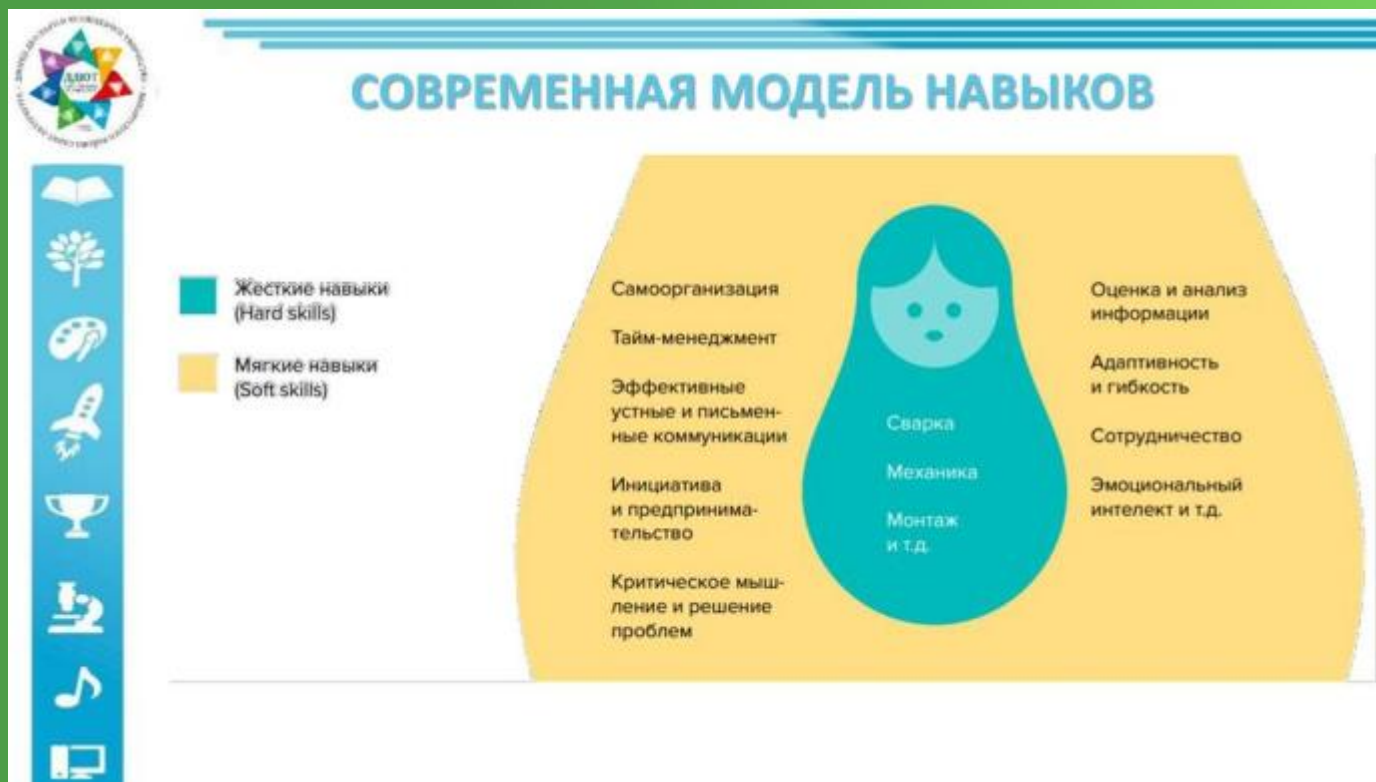 СОВРЕМЕННАЯ МОДЕЛЬ НАВЫКОВ
Жесткие навыки
(Hard skills)
Мягкие навыки
(Soft skills)
Самоорганизация
Тайм-менеджмент
Эффективные
устные и письмен-
ные коммуникации
Инициатива
и предпринима-
тельство
Критическое мыш-
ление и решение
проблем
Сварка
Механика
Монтаж
и т.д.
Оценка и анализ
информации
Адаптивность
и гибкость
Сотрудничество
Эмоциональный
интелект и т.д.